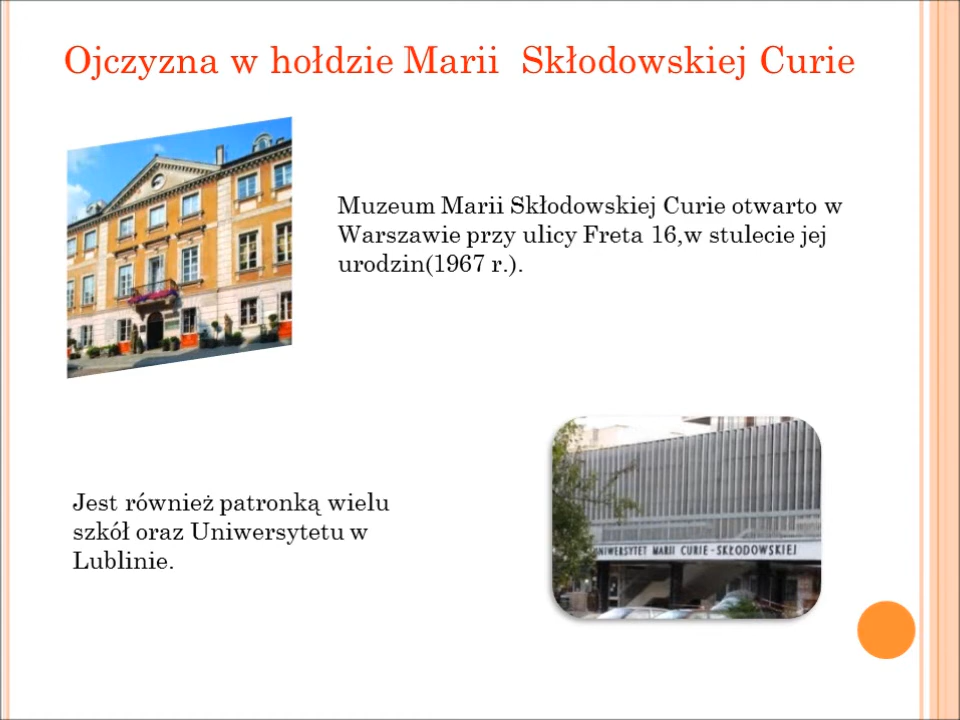 Ojczyzna w hołdzie Marii Skłodowskiej Curie
Muzeum Marii Skłodowskiej Curie otwarto w
Warszawie przy ulicy Freta 16,w stulecie jej
urodzin(1967 r.).
Jest również patronką wielu
szkół oraz Uniwersytetu w
Lublinie.
UNIWERSYTET MARII CURIE-SKŁODOWSKIEJ